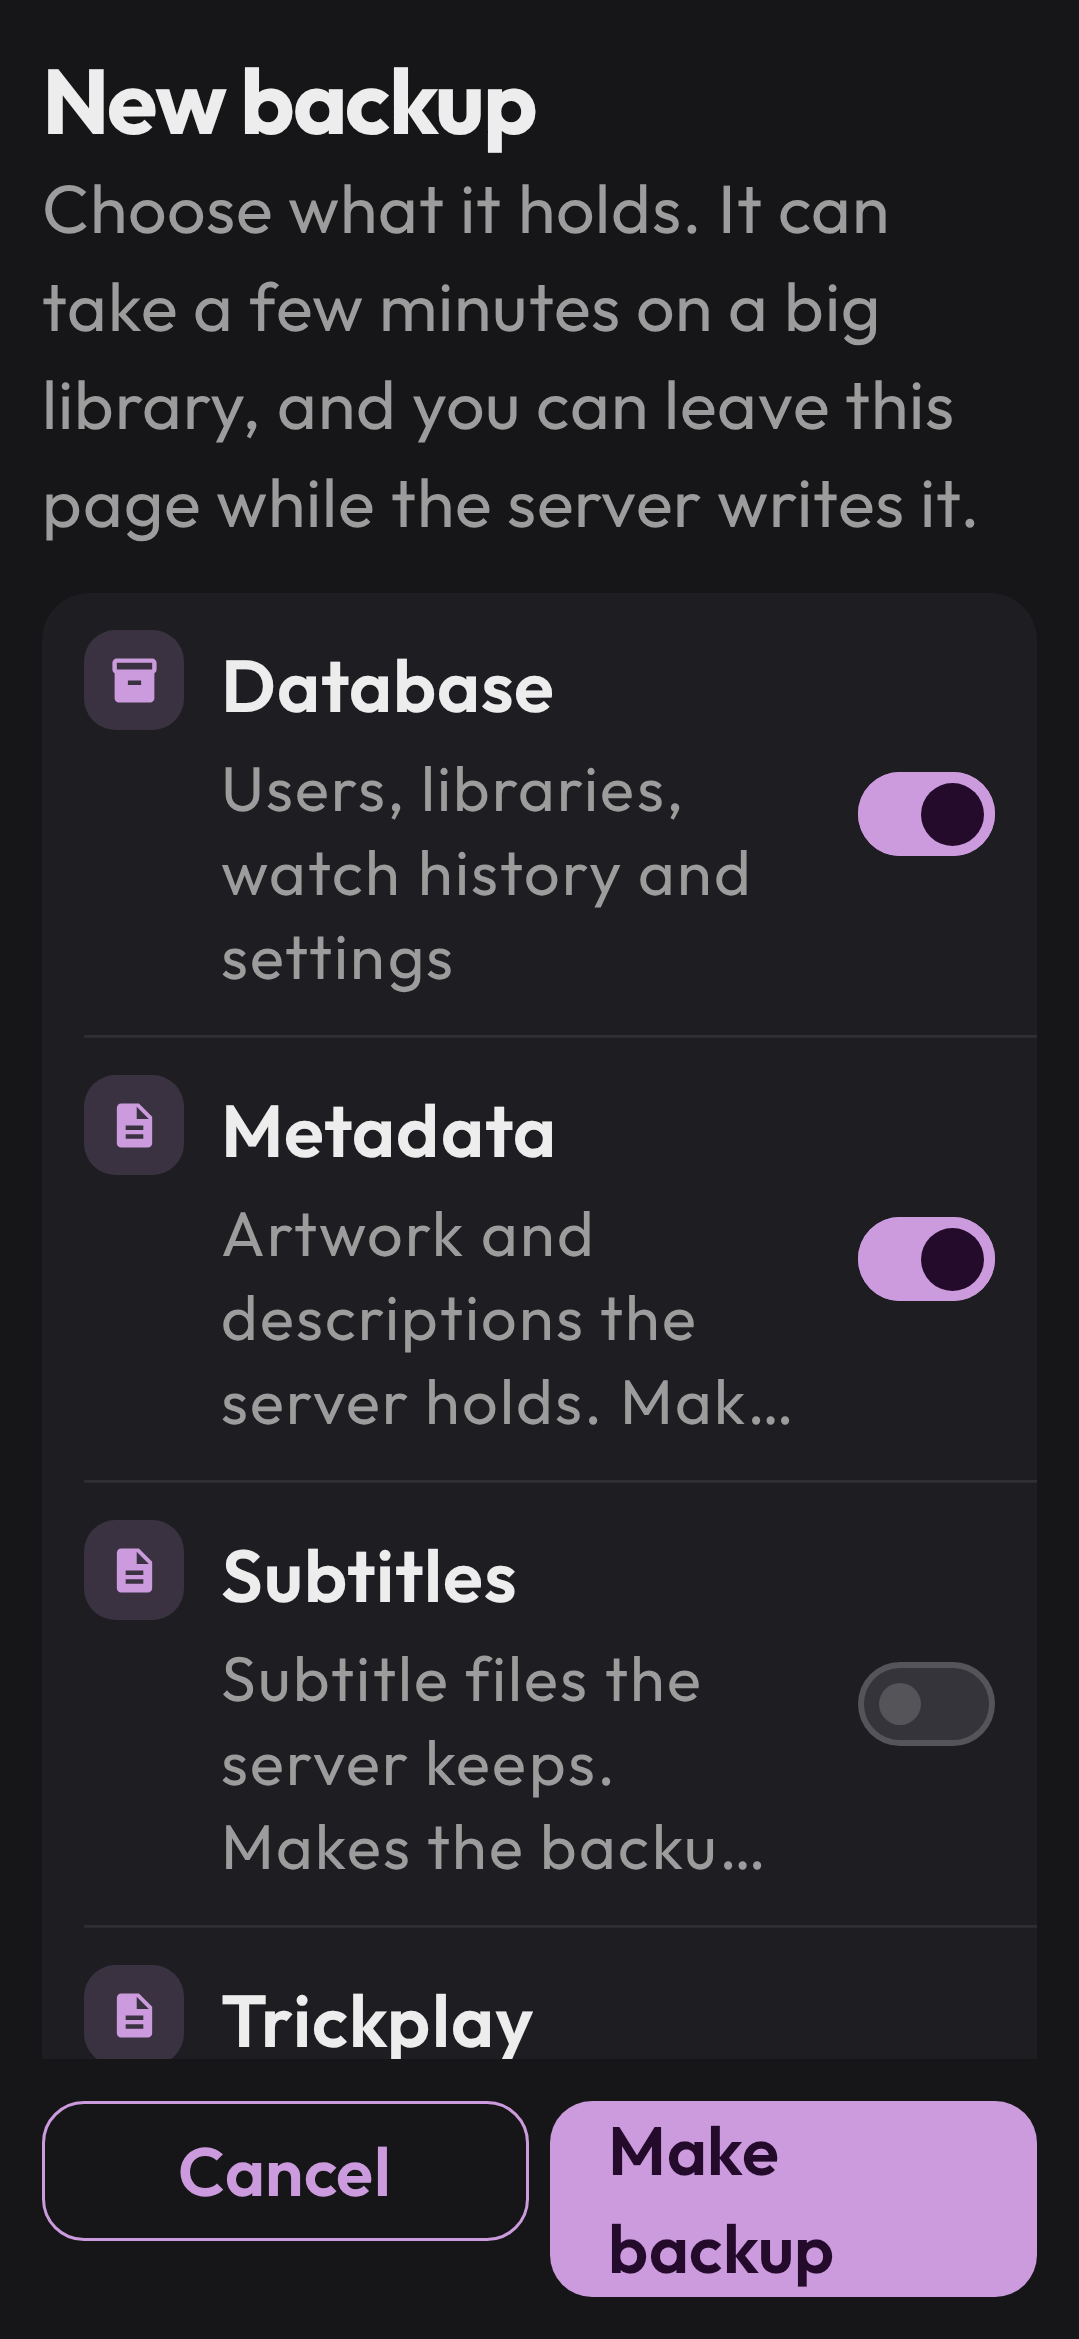 New backup
Choose what it holds. It can
take a few minutes on a big
library, and you can leave this
page while the server writes it.
Database
Users, libraries,
watch history and
settings
Metadata
Artwork and
descriptions the
server holds. Mak…
Subtitles
Subtitle files the
server keeps.
Makes the backu…
Trickplay
Cancel
Make
backup